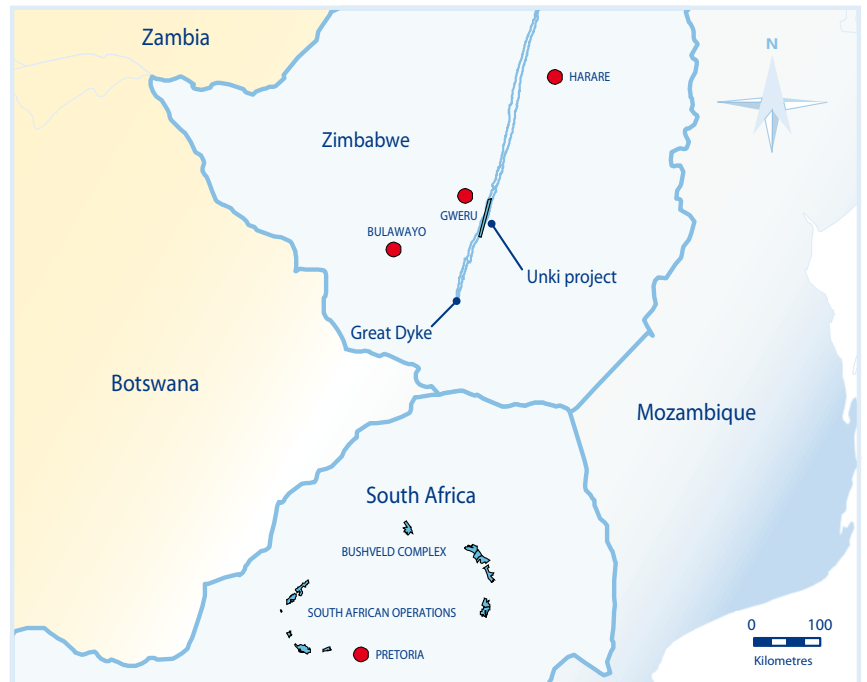 Zambia
N
HARARE
Zimbabwe
GWERU
BULAWAYO
Unki project
Great Dyke
Botswana
Mozambique
South Africa
BUSHVELD COMPLEX
SOUTH AFRICAN OPERATIONS
0 100
Kilometres
PRETORIA